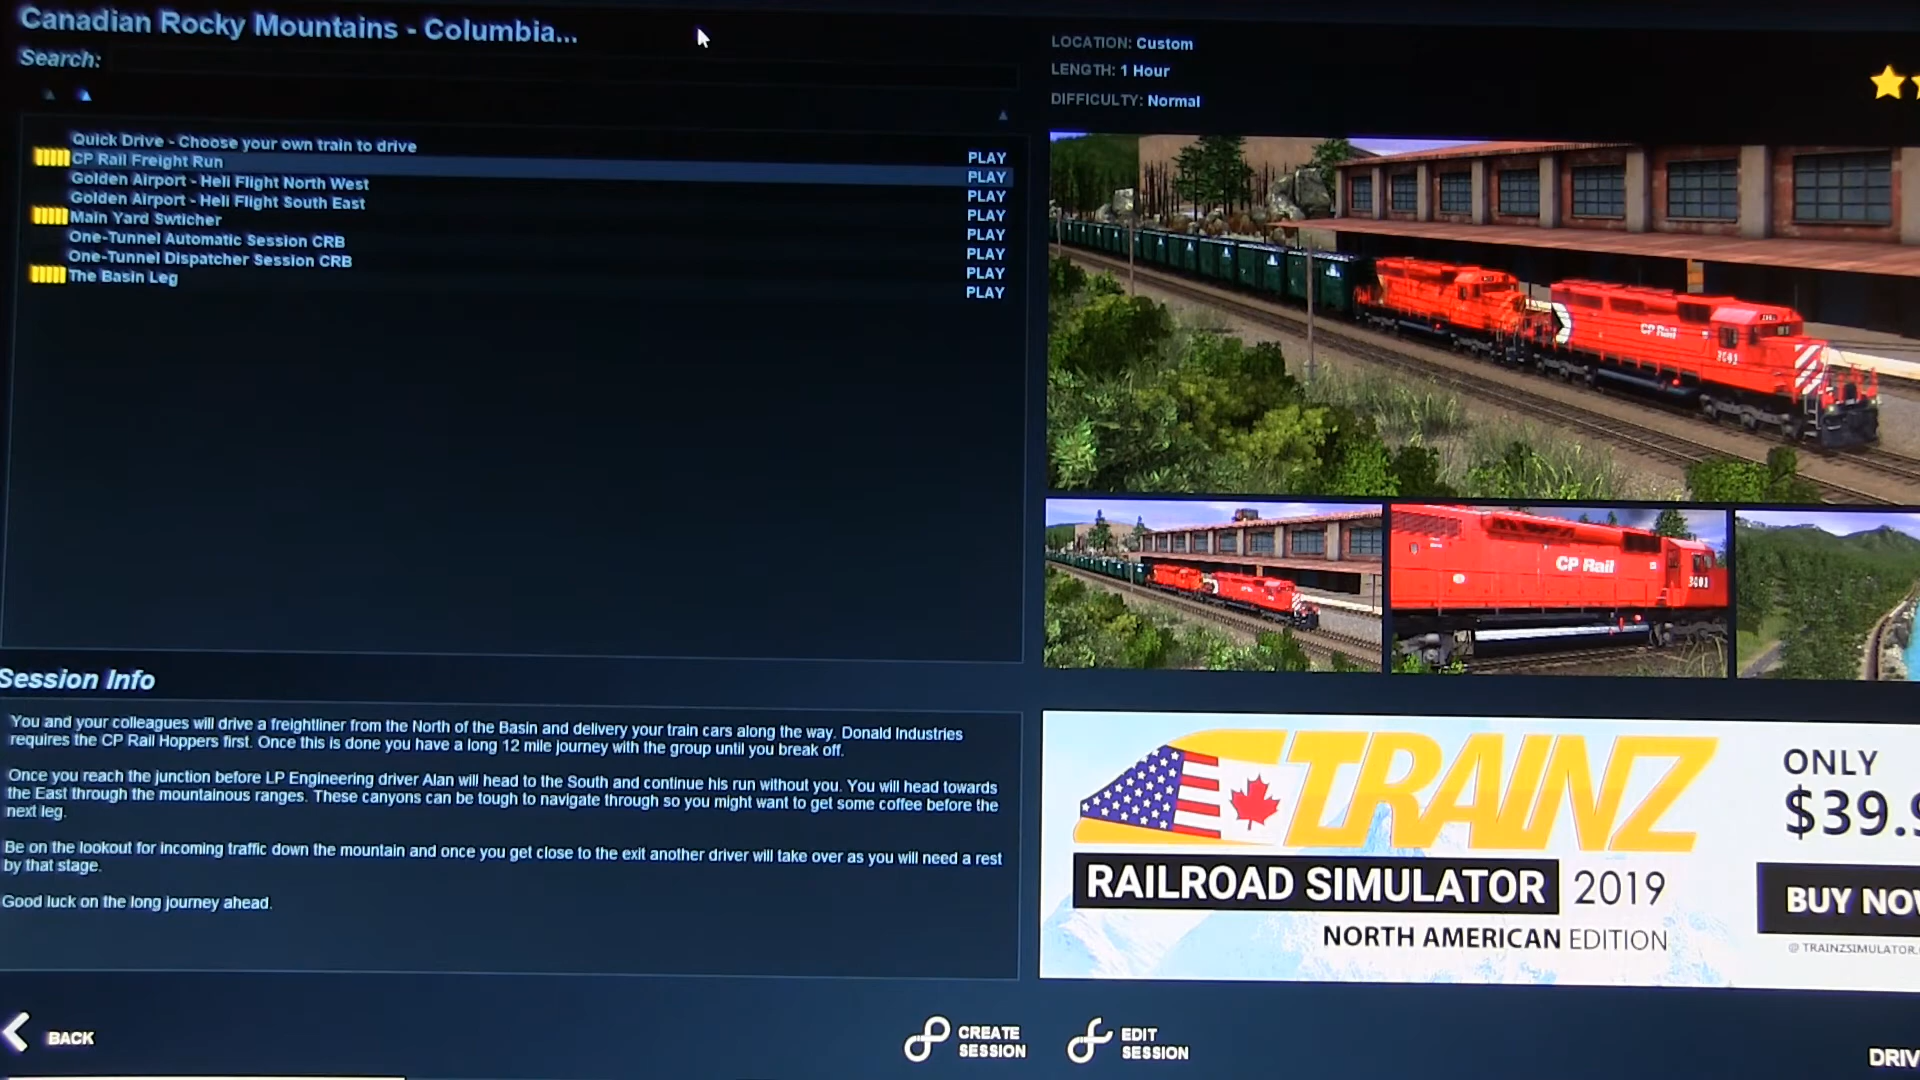 Canadian Rocky Mountains - Columbia...
Search:
Quick Drive - Choose your own train to drive PLAY
CP Rail Freight Run PLAY
Golden Airport - Heli Flight North West PLAY
Golden Airport - Heli Flight South East PLAY
Main Yard Swticher PLAY
One-Tunnel Automatic Session CRB PLAY
One-Tunnel Dispatcher Session CRB PLAY
The Basin Leg PLAY
LOCATION: Custom
LENGTH: 1 Hour
DIFFICULTY: Normal
CP Rail
CP Rail
Session Info
You and your colleagues will drive a freightliner from the North of the Basin and delivery your train cars along the way. Donald Industries
requires the CP Rail Hoppers first. Once this is done you have a long 12 mile journey with the group until you break off.
Once you reach the junction before LP Engineering driver Alan will head to the South and continue his run without you. You will head towards
the East through the mountainous ranges. These canyons can be tough to navigate through so you might want to get some coffee before the
next leg.
Be on the lookout for incoming traffic down the mountain and once you get close to the exit another driver will take over as you will need a rest
by that stage.
Good luck on the long journey ahead.
TRAINZ
RAILROAD SIMULATOR 2019
NORTH AMERICAN EDITION
ONLY
$39.9
BUY NOW
@ TRAINZSIMULATOR.
BACK
CREATE
SESSION
EDIT
SESSION
DRIV